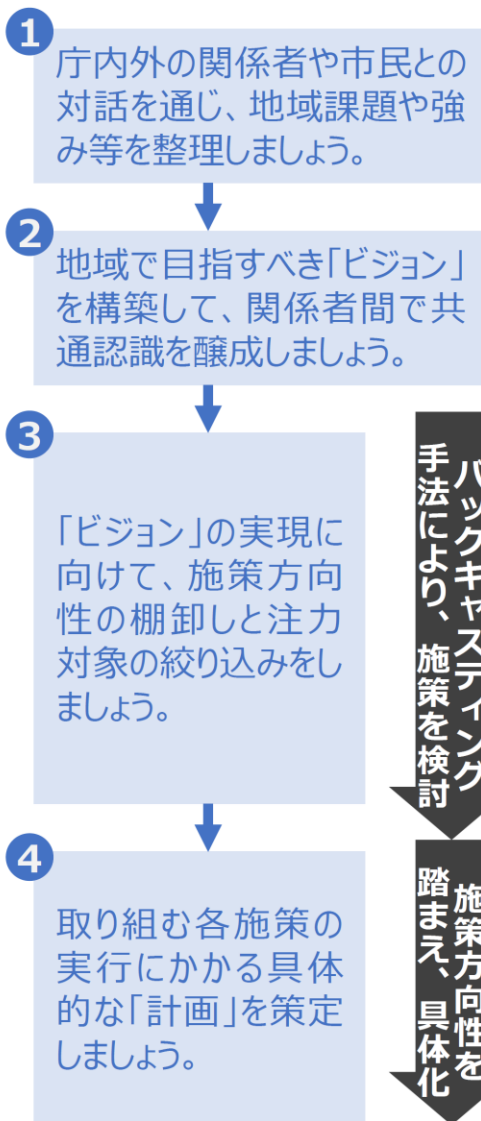 1
庁内外の関係者や市民との
対話を通じ、地域課題や強
み等を整理しましょう。
2
地域で目指すべき「ビジョン」
を構築して、関係者間で共
通認識を醸成しましょう。
3
「ビジョン」の実現に
向けて、施策方向
性の棚卸しと注力
対象の絞り込みをし
ましょう。
バックキャスティング
手法により、施策を検討
4
取り組む各施策の
実行にかかる具体
的な「計画」を策定
しましょう。
施策方向性を
踏まえ、具体化